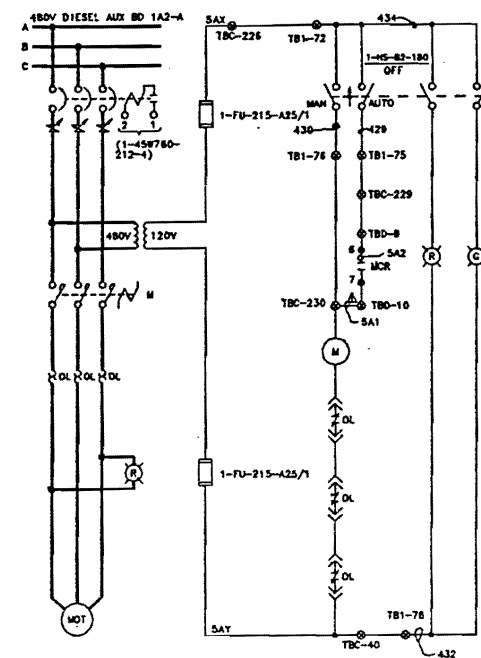 480V DIESEL AUX BD 1A2-A
A
B
C
2 1
(1-45W760-
212-4)
480V
120V
M
OL OL OL
R
MOT
5AX
TBC-226
TB1-72
434
1-HS-82-180
OFF
MAN
AUTO
1-FU-215-A25/1
430
429
TB1-76
TB1-75
TBC-229
TBD-9
6
5A2
MCR
7
R
G
TBC-230
TBD-10
5A1
M
OL
1-FU-215-A25/1
OL
OL
5AY
TB1-78
TBC-40
432